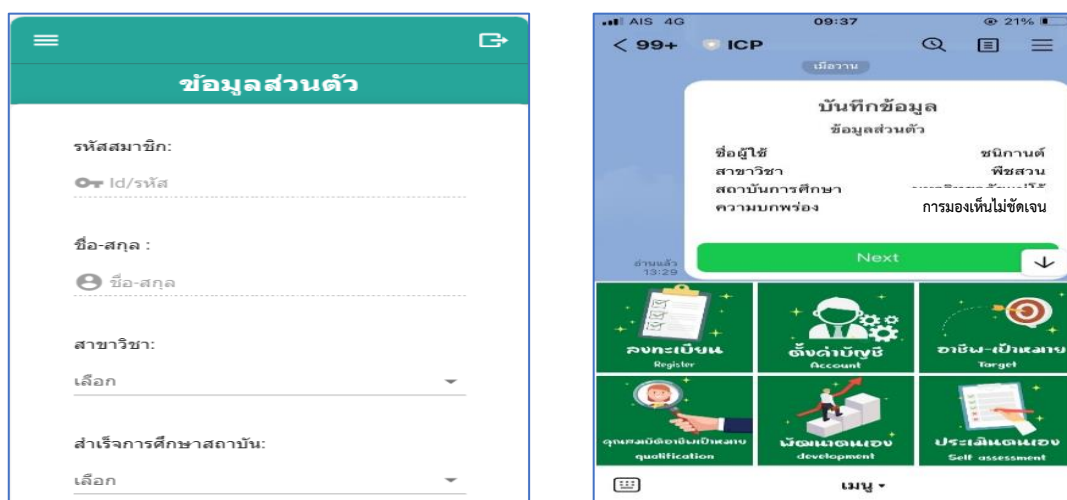 ข้อมูลส่วนตัว
รหัสสมาชิก:
Id/รหัส
ชื่อ-สกุล :
ชื่อ-สกุล
สาขาวิชา:
เลือก
สำเร็จการศึกษาสถาบัน:
เลือก
AIS 4G 09:37 21%
< 99+ ICP
เมื่อวาน
บันทึกข้อมูล
ข้อมูลส่วนตัว
ชื่อผู้ใช้ ชนิกานต์
สาขาวิชา พืชสวน
สถาบันการศึกษา
ความบกพร่อง การมองเห็นไม่ชัดเจน
Next
อ่านแล้ว
13:29
ลงทะเบียน
Register
ตั้งค่าบัญชี
Account
อาชีพ-เป้าหมาย
Target
คุณสมบัติอาชีพเป้าหมาย
qualification
พัฒนาตนเอง
development
ประเมินตนเอง
Self assessment
เมนู